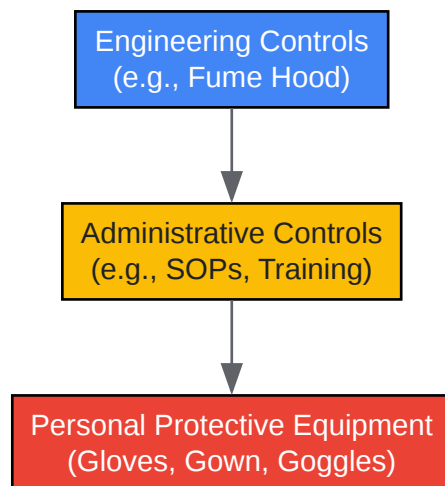 Engineering Controls
(e.g., Fume Hood)
Administrative Controls
(e.g., SOPs, Training)
Personal Protective Equipment
(Gloves, Gown, Goggles)